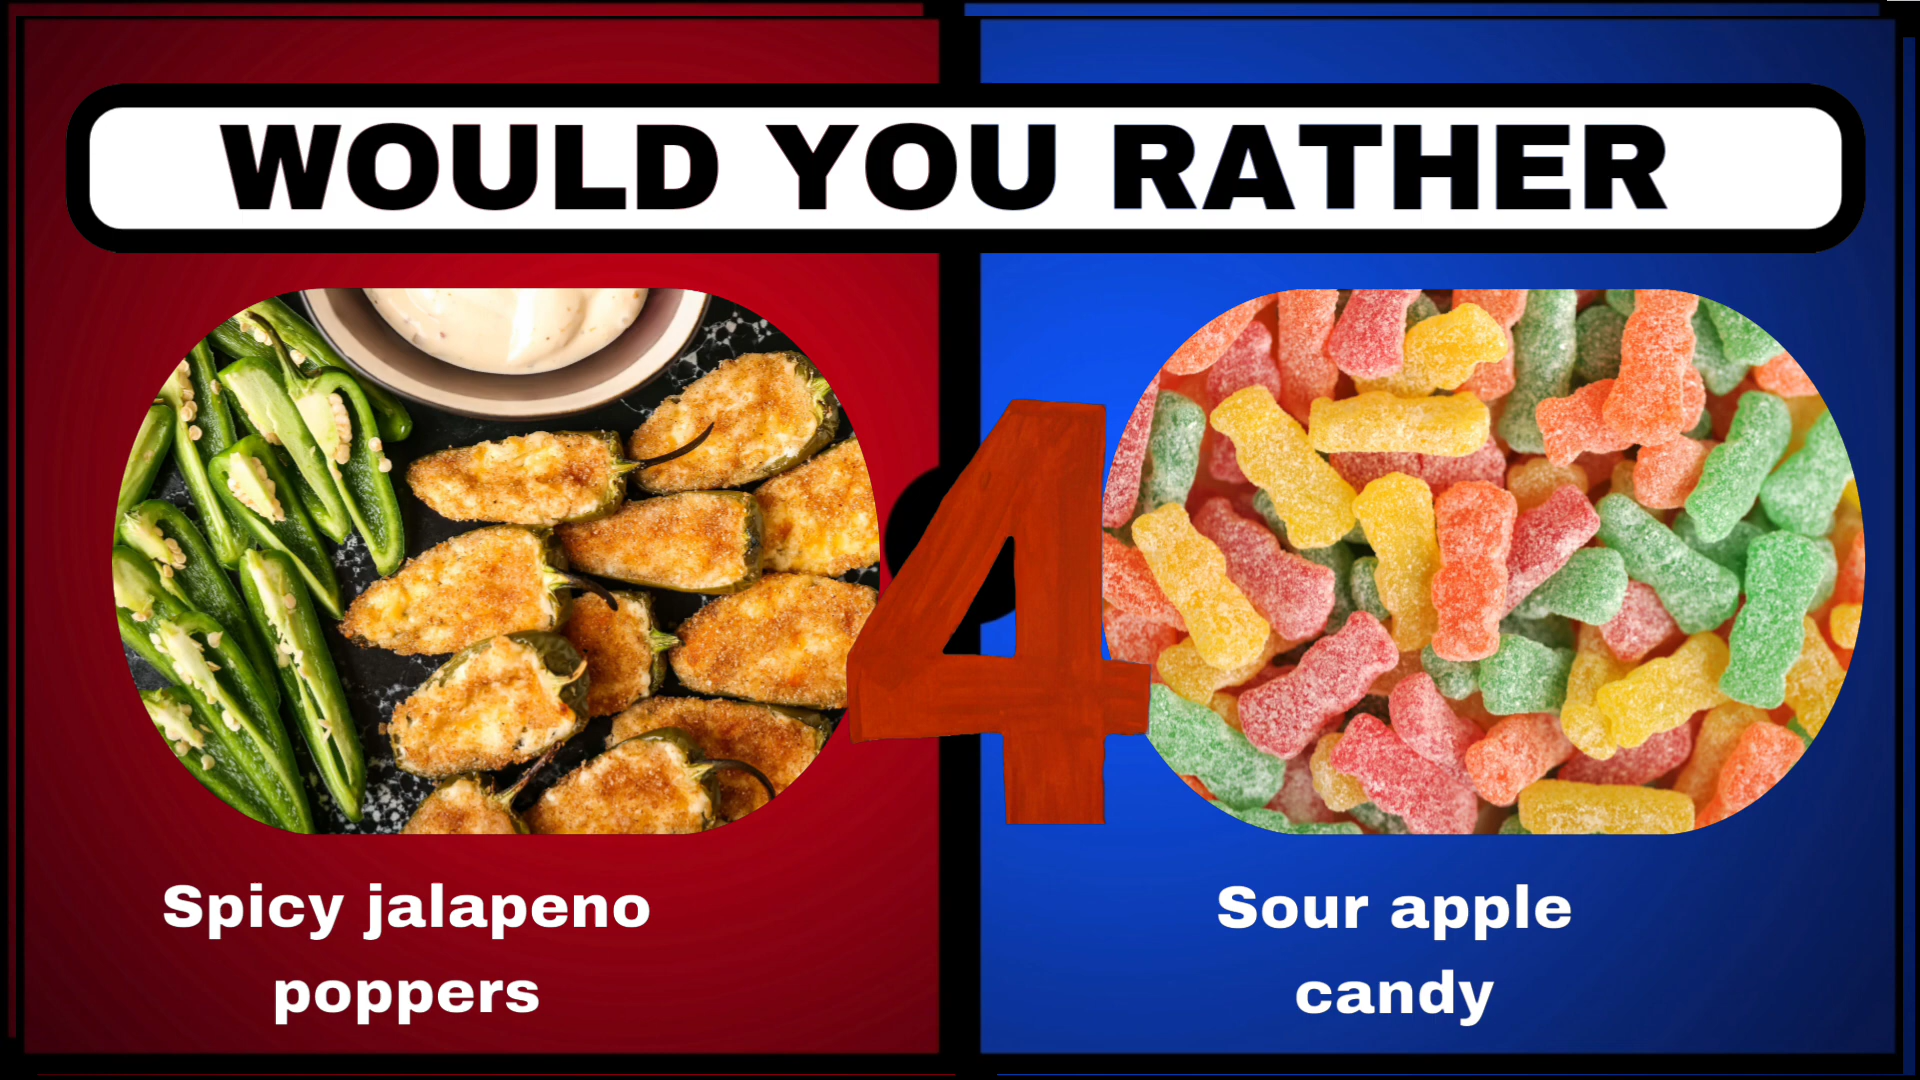 WOULD YOU RATHER
4
Spicy jalapeno
poppers
Sour apple
candy